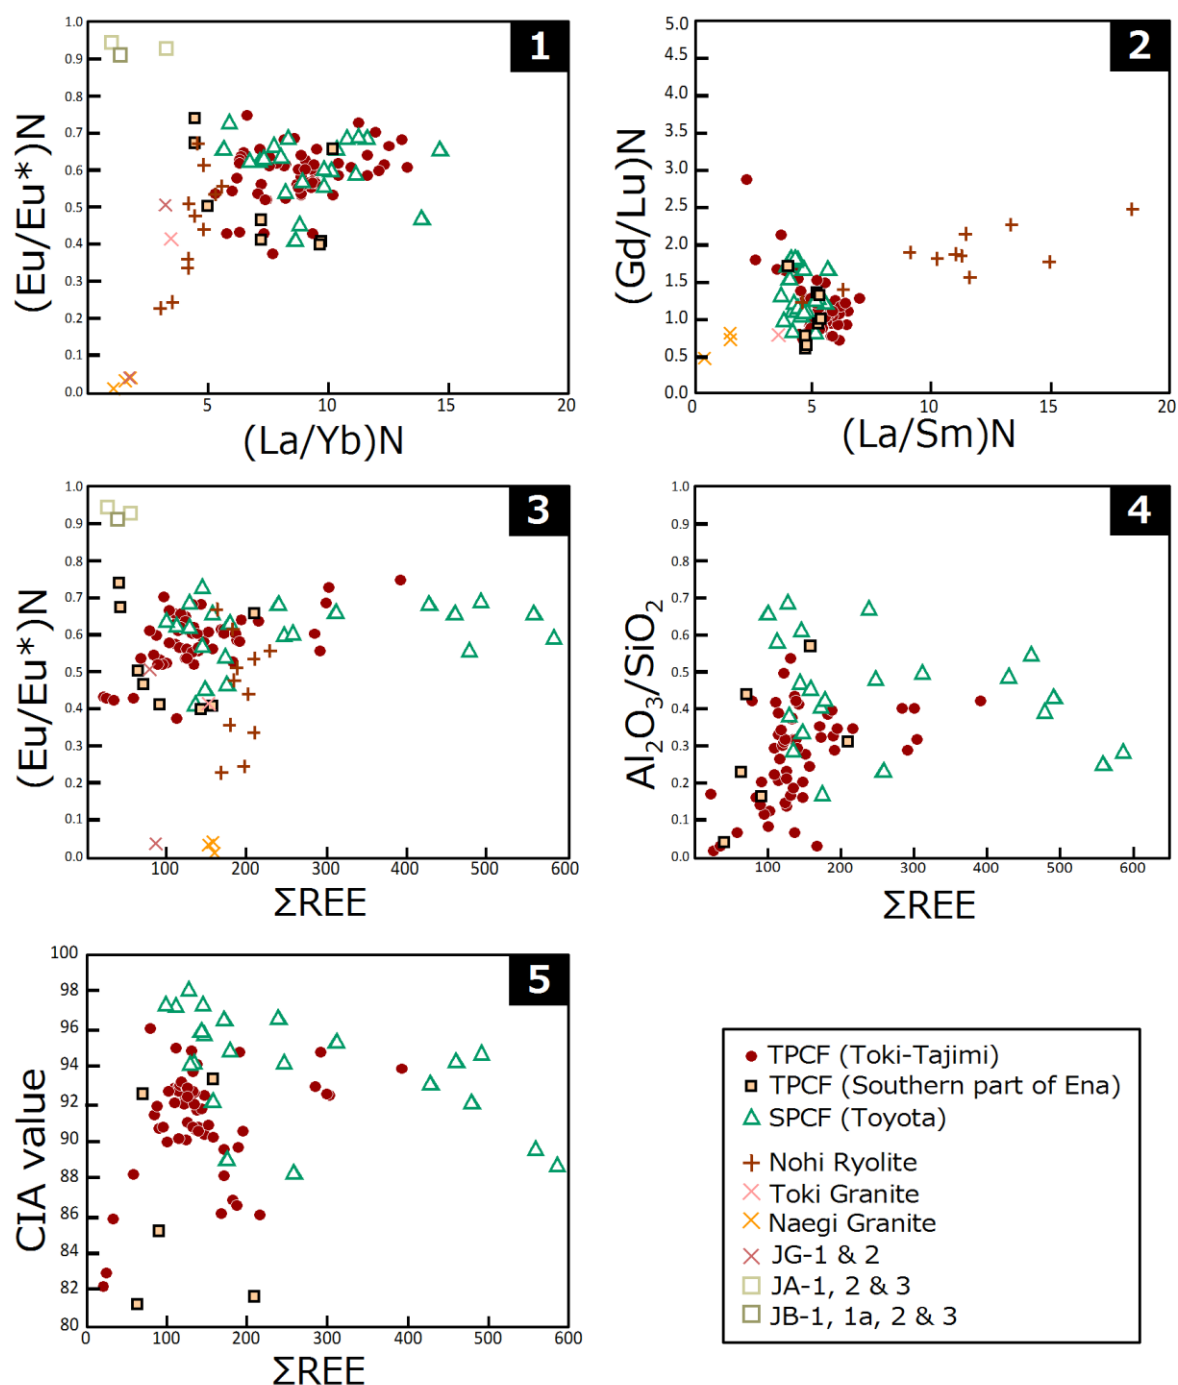 1
1.0
0.9
0.8
0.7
0.6
0.5
0.4
0.3
0.2
0.1
0.0
(Eu/Eu*)N
5 10 15 20
(La/Yb)N
2
5.0
4.5
4.0
3.5
3.0
2.5
2.0
1.5
1.0
0.5
0.0
(Gd/Lu)N
0 5 10 15 20
(La/Sm)N
3
1.0
0.9
0.8
0.7
0.6
0.5
0.4
0.3
0.2
0.1
0.0
(Eu/Eu*)N
100 200 300 400 500 600
ΣREE
4
1.0
0.9
0.8
0.7
0.6
0.5
0.4
0.3
0.2
0.1
0.0
Al2O3/SiO2
100 200 300 400 500 600
ΣREE
5
100
98
96
94
92
90
88
86
84
82
80
CIA value
0 100 200 300 400 500 600
ΣREE
TPCF (Toki-Tajimi)
TPCF (Southern part of Ena)
SPCF (Toyota)
Nohi Ryolite
Toki Granite
Naegi Granite
JG-1 & 2
JA-1, 2 & 3
JB-1, 1a, 2 & 3